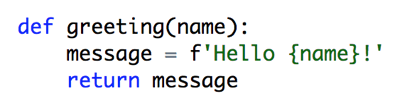 def greeting(name):
    message = f'Hello {name}!'
    return message